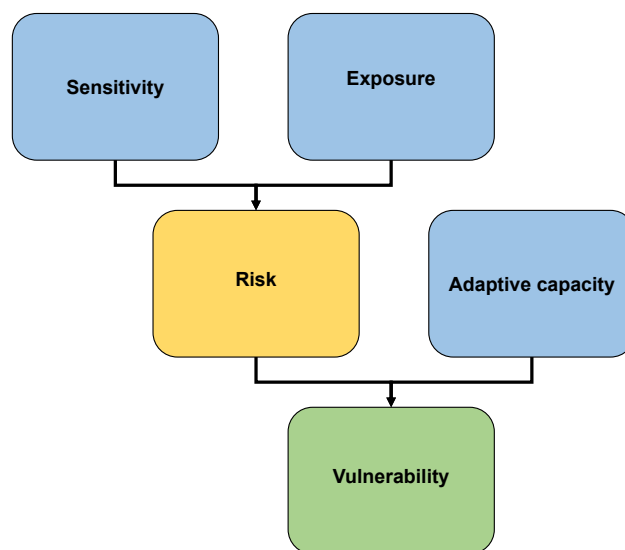 Sensitivity
Exposure
Risk
Adaptive capacity
Vulnerability